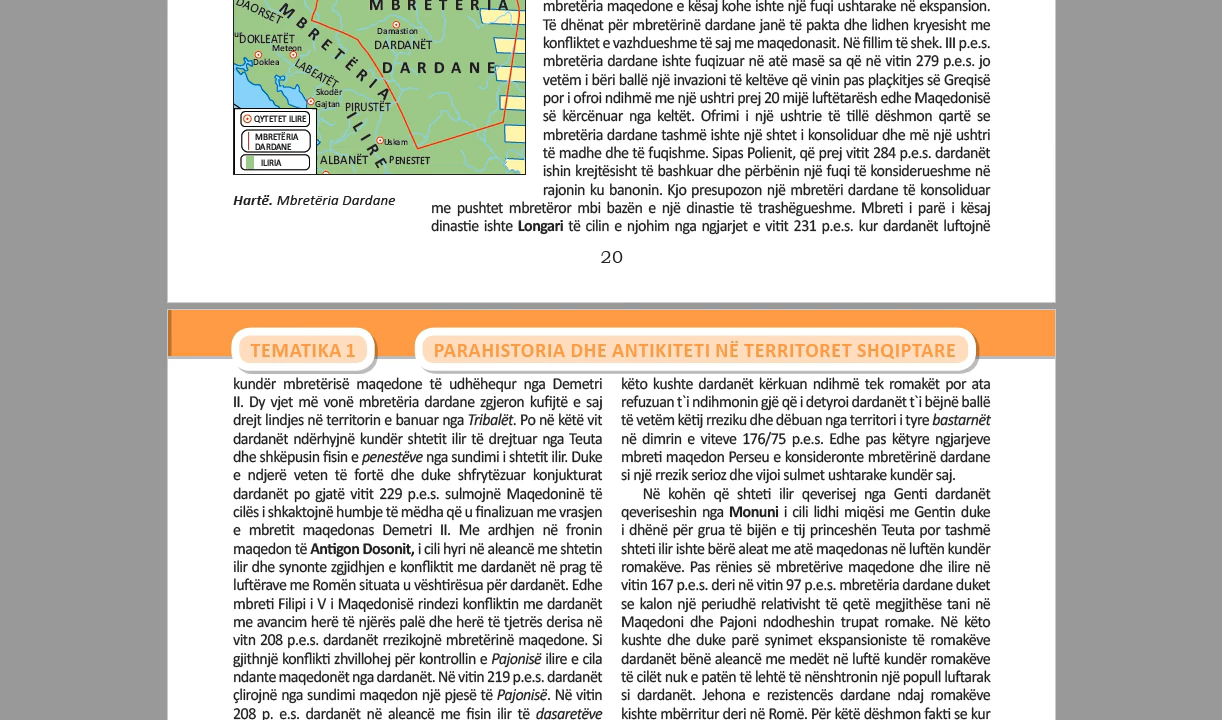 MBRETËRIA
DAORSET
MBRETËRIA
Damastion
DOKLEATËT
DARDANËT
Meteon
Doklea
LABEATËT
DARDANE
Skodër
Gajtan
PIRUSTËT
ILIRE
Uskam
ALBANËT
PENESTËT
QYTETET ILIRE
MBRETËRIA
DARDANE
ILIRIA
Hartë. Mbretëria Dardane
mbretëria maqedone e kësaj kohe ishte një fuqi ushtarake në ekspansion.
Të dhënat për mbretërinë dardane janë të pakta dhe lidhen kryesisht me
konfliktet e vazhdueshme të saj me maqedonasit. Në fillim të shek. III p.e.s.
mbretëria dardane ishte fuqizuar në atë masë sa që në vitin 279 p.e.s. jo
vetëm i bëri ballë një invazioni të keltëve që vinin pas plaçkitjes së Greqisë
por i ofroi ndihmë me një ushtri prej 20 mijë luftëtarësh edhe Maqedonisë
së kërcënuar nga keltët. Ofrimi i një ushtrie të tillë dëshmon qartë se
mbretëria dardane tashmë ishte një shtet i konsoliduar dhe më një ushtri
të madhe dhe të fuqishme. Sipas Polienit, që prej vitit 284 p.e.s. dardanët
ishin krejtësisht të bashkuar dhe përbënin një fuqi të konsiderueshme në
rajonin ku banonin. Kjo presupozon një mbretëri dardane të konsoliduar
me pushtet mbretëror mbi bazën e një dinastie të trashëgueshme. Mbreti i parë i kësaj
dinastie ishte Longari të cilin e njohim nga ngjarjet e vitit 231 p.e.s. kur dardanët luftojnë
20
TEMATIKA 1
PARAHISTORIA DHE ANTIKITETI NË TERRITORET SHQIPTARE
kundër mbretërisë maqedone të udhëhequr nga Demetri
II. Dy vjet më vonë mbretëria dardane zgjeron kufijtë e saj
drejt lindjes në territorin e banuar nga Tribalët. Po në këtë vit
dardanët ndërhyjnë kundër shtetit ilir të drejtuar nga Teuta
dhe shkëpusin fisin e penestëve nga sundimi i shtetit ilir. Duke
e ndjerë veten të fortë dhe duke shfrytëzuar konjukturat
dardanët po gjatë vitit 229 p.e.s. sulmojnë Maqedoninë të
cilës i shkaktojnë humbje të mëdha që u finalizuan me vrasjen
e mbretit maqedonas Demetri II. Me ardhjen në fronin
maqedon të Antigon Dosonit, i cili hyri në aleancë me shtetin
ilir dhe synonte zgjidhjen e konfliktit me dardanët në prag të
luftërave me Romën situata u vështirësua për dardanët. Edhe
mbreti Filipi i V i Maqedonisë rindezi konfliktin me dardanët
me avancim herë të njërës palë dhe herë të tjetrës derisa në
vitn 208 p.e.s. dardanët rrezikojnë mbretërinë maqedone. Si
gjithnjë konflikti zhvillohej për kontrollin e Pajonisë ilire e cila
ndante maqedonët nga dardanët. Në vitin 219 p.e.s. dardanët
çlirojnë nga sundimi maqedon një pjesë të Pajonisë. Në vitin
208 p. e.s. dardanët në aleancë me fisin ilir të dasaretëve
këto kushte dardanët kërkuan ndihmë tek romakët por ata
refuzuan t`i ndihmonin gjë që i detyroi dardanët t`i bëjnë ballë
të vetëm këtij rreziku dhe dëbuan nga territori i tyre bastarnët
në dimrin e viteve 176/75 p.e.s. Edhe pas këtyre ngjarjeve
mbreti maqedon Perseu e konsideronte mbretërinë dardane
si një rrezik serioz dhe vijoi sulmet ushtarake kundër saj.
Në kohën që shteti ilir qeverisej nga Genti dardanët
qeveriseshin nga Monuni i cili lidhi miqësi me Gentin duke
i dhënë për grua të bijën e tij princeshën Teuta por tashmë
shteti ilir ishte bërë aleat me atë maqedonas në luftën kundër
romakëve. Pas rënies së mbretërive maqedone dhe ilire në
vitin 167 p.e.s. deri në vitin 97 p.e.s. mbretëria dardane duket
se kalon një periudhë relativisht të qetë megjithëse tani në
Maqedoni dhe Pajoni ndodheshin trupat romake. Në këto
kushte dhe duke parë synimet ekspansioniste të romakëve
dardanët bënë aleancë me medët në luftë kundër romakëve
të cilët nuk e patën të lehtë të nënshtronin një popull luftarak
si dardanët. Jehona e rezistencës dardane ndaj romakëve
kishte mbërritur deri në Romë. Për këtë dëshmon fakti se kur